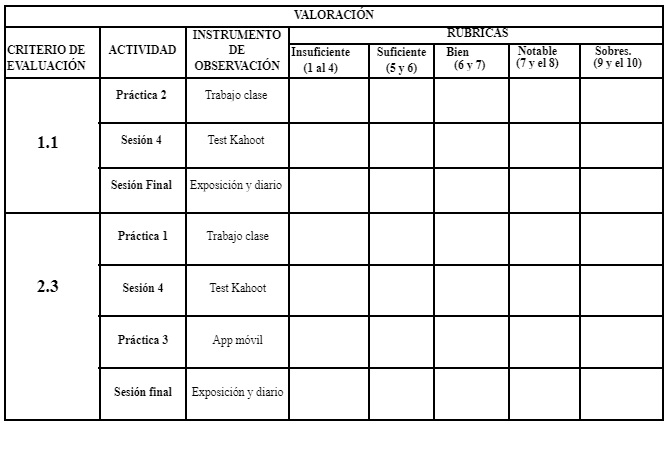 VALORACIÓN
CRITERIO DE EVALUACIÓN
ACTIVIDAD
INSTRUMENTO DE OBSERVACIÓN
RUBRICAS
Insuficiente (1 al 4)
Suficiente (5 y 6)
Bien (6 y 7)
Notable (7 y el 8)
Sobres. (9 y el 10)
1.1
Práctica 2 Trabajo clase
Sesión 4 Test Kahoot
Sesión Final Exposición y diario
2.3
Práctica 1 Trabajo clase
Sesión 4 Test Kahoot
Práctica 3 App móvil
Sesión final Exposición y diario